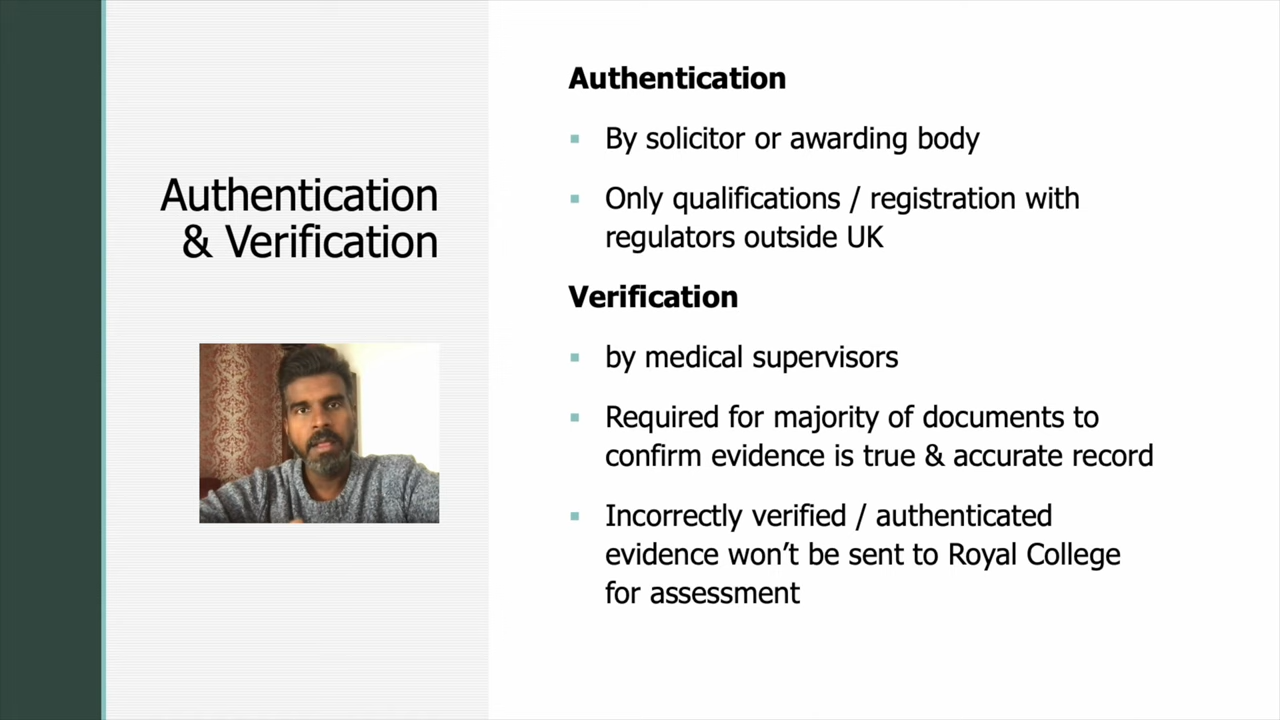 Authentication
& Verification
Authentication
By solicitor or awarding body
Only qualifications / registration with
regulators outside UK
Verification
by medical supervisors
Required for majority of documents to
confirm evidence is true & accurate record
Incorrectly verified / authenticated
evidence won’t be sent to Royal College
for assessment